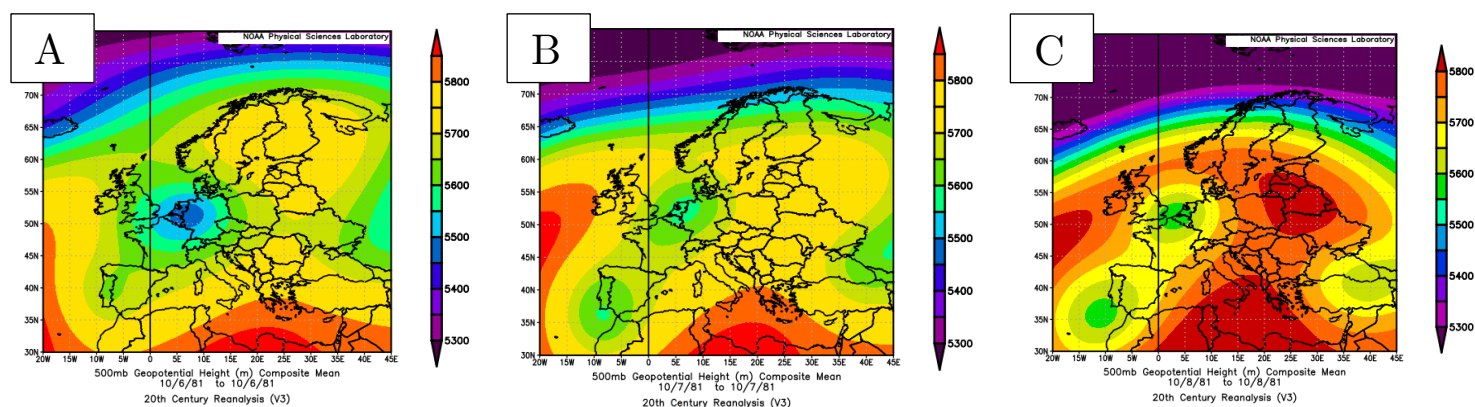 A
NOAA Physical Sciences Laboratory
70N
65N
60N
55N
50N
45N
40N
35N
30N
20W 15W 10W 5W 0 5E 10E 15E 20E 25E 30E 35E 40E 45E
5800
5700
5600
5500
5400
5300
500mb Geopotential Height (m) Composite Mean
10/6/81 to 10/6/81
20th Century Reanalysis (V3)
B
NOAA Physical Sciences Laboratory
70N
65N
60N
55N
50N
45N
40N
35N
30N
20W 15W 10W 5W 0 5E 10E 15E 20E 25E 30E 35E 40E 45E
5800
5700
5600
5500
5400
5300
500mb Geopotential Height (m) Composite Mean
10/7/81 to 10/7/81
20th Century Reanalysis (V3)
C
NOAA Physical Sciences Laboratory
70N
65N
60N
55N
50N
45N
40N
35N
30N
20W 15W 10W 5W 0 5E 10E 15E 20E 25E 30E 35E 40E 45E
5800
5700
5600
5500
5400
5300
500mb Geopotential Height (m) Composite Mean
10/8/81 to 10/8/81
20th Century Reanalysis (V3)